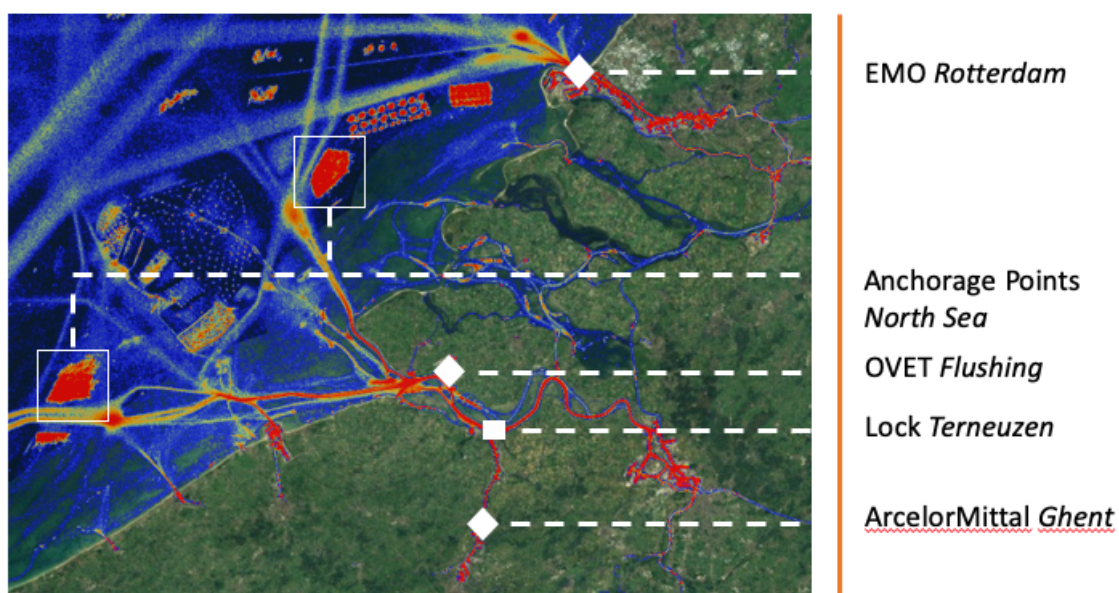 EMO Rotterdam
Anchorage Points
North Sea
OVET Flushing
Lock Terneuzen
ArcelorMittal Ghent